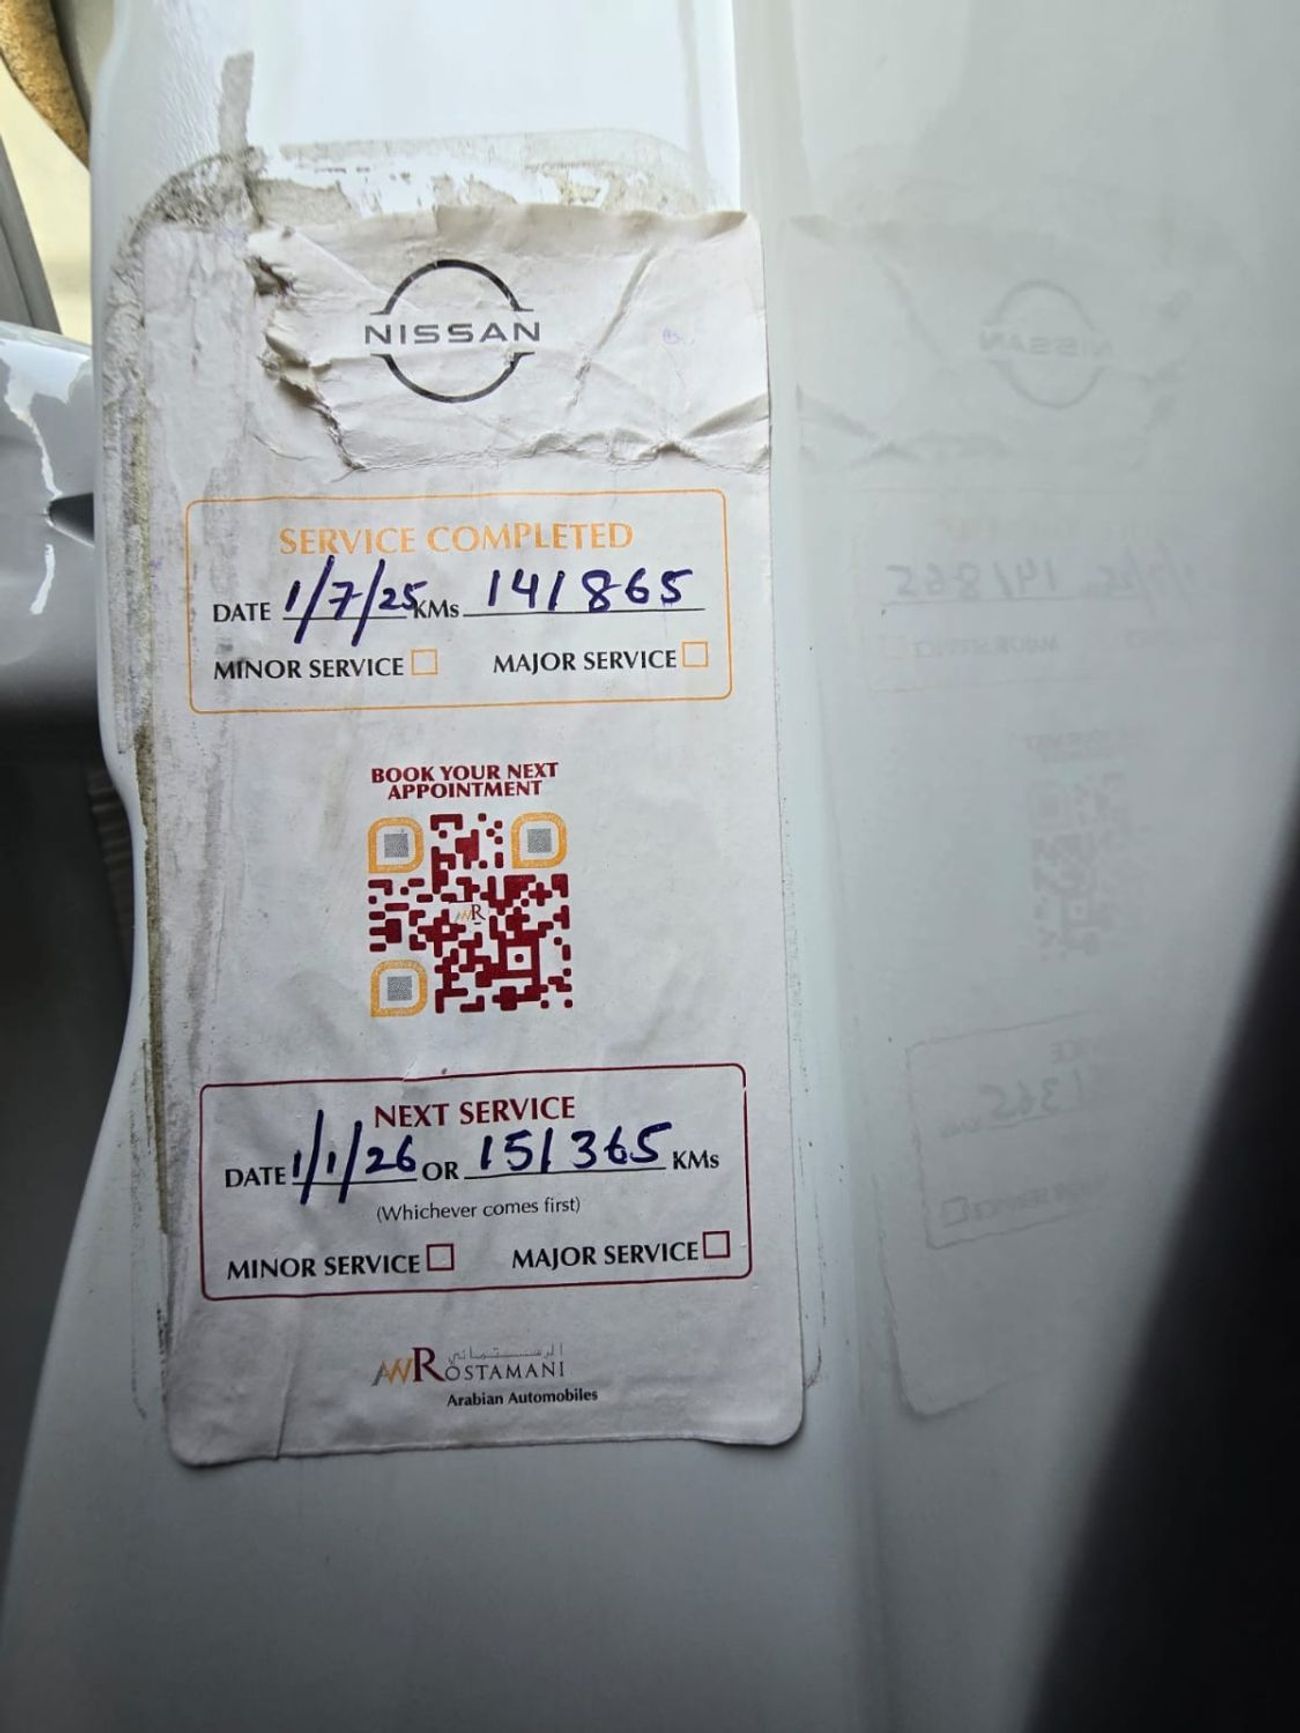 NISSAN
SERVICE COMPLETED
DATE 1/7/25 KMs 141865
MINOR SERVICE MAJOR SERVICE
BOOK YOUR NEXT
APPOINTMENT
AWR
NEXT SERVICE
DATE 1/1/26 OR 151365 KMs
(Whichever comes first)
MINOR SERVICE MAJOR SERVICE
الرستماني
AWROSTAMANI
Arabian Automobiles